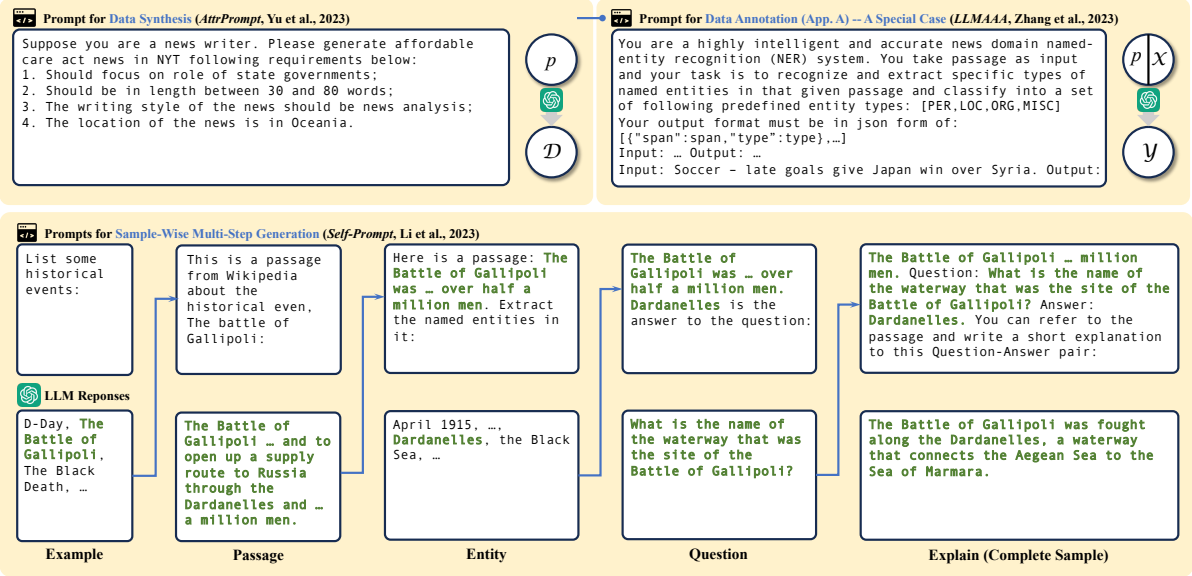 Prompt for Data Synthesis (AttrPrompt, Yu et al., 2023)
Suppose you are a news writer. Please generate affordable
care act news in NYT following requirements below:
1. Should focus on role of state governments;
2. Should be in length between 30 and 80 words;
3. The writing style of the news should be news analysis;
4. The location of the news is in Oceania.
p
D
Prompt for Data Annotation (App. A) -- A Special Case (LLMAAA, Zhang et al., 2023)
You are a highly intelligent and accurate news domain named-
entity recognition (NER) system. You take passage as input
and your task is to recognize and extract specific types of
named entities in that given passage and classify into a set
of following predefined entity types: [PER,LOC,ORG,MISC]
Your output format must be in json form of:
[{"span":span,"type”:type},…]
Input: … Output: …
Input: Soccer – late goals give Japan win over Syria. Output:
p X
Y
Prompts for Sample-Wise Multi-Step Generation (Self-Prompt, Li et al., 2023)
List some
historical
events:
This is a passage
from Wikipedia
about the
historical even,
The battle of
Gallipoli:
Here is a passage: The
Battle of Gallipoli
was … over half a
million men. Extract
the named entities in
it:
The Battle of
Gallipoli was … over
half a million men.
Dardanelles is the
answer to the question:
The Battle of Gallipoli … million
men. Question: What is the name of
the waterway that was the site of the
Battle of Gallipoli? Answer:
Dardanelles. You can refer to the
passage and write a short explanation
to this Question-Answer pair:
LLM Reponses
D-Day, The
Battle of
Gallipoli,
The Black
Death, …
The Battle of
Gallipoli … and to
open up a supply
route to Russia
through the
Dardanelles and …
a million men.
April 1915, …,
Dardanelles, the Black
Sea, …
What is the name of
the waterway that was
the site of the
Battle of Gallipoli?
The Battle of Gallipoli was fought
along the Dardanelles, a waterway
that connects the Aegean Sea to the
Sea of Marmara.
Example
Passage
Entity
Question
Explain (Complete Sample)